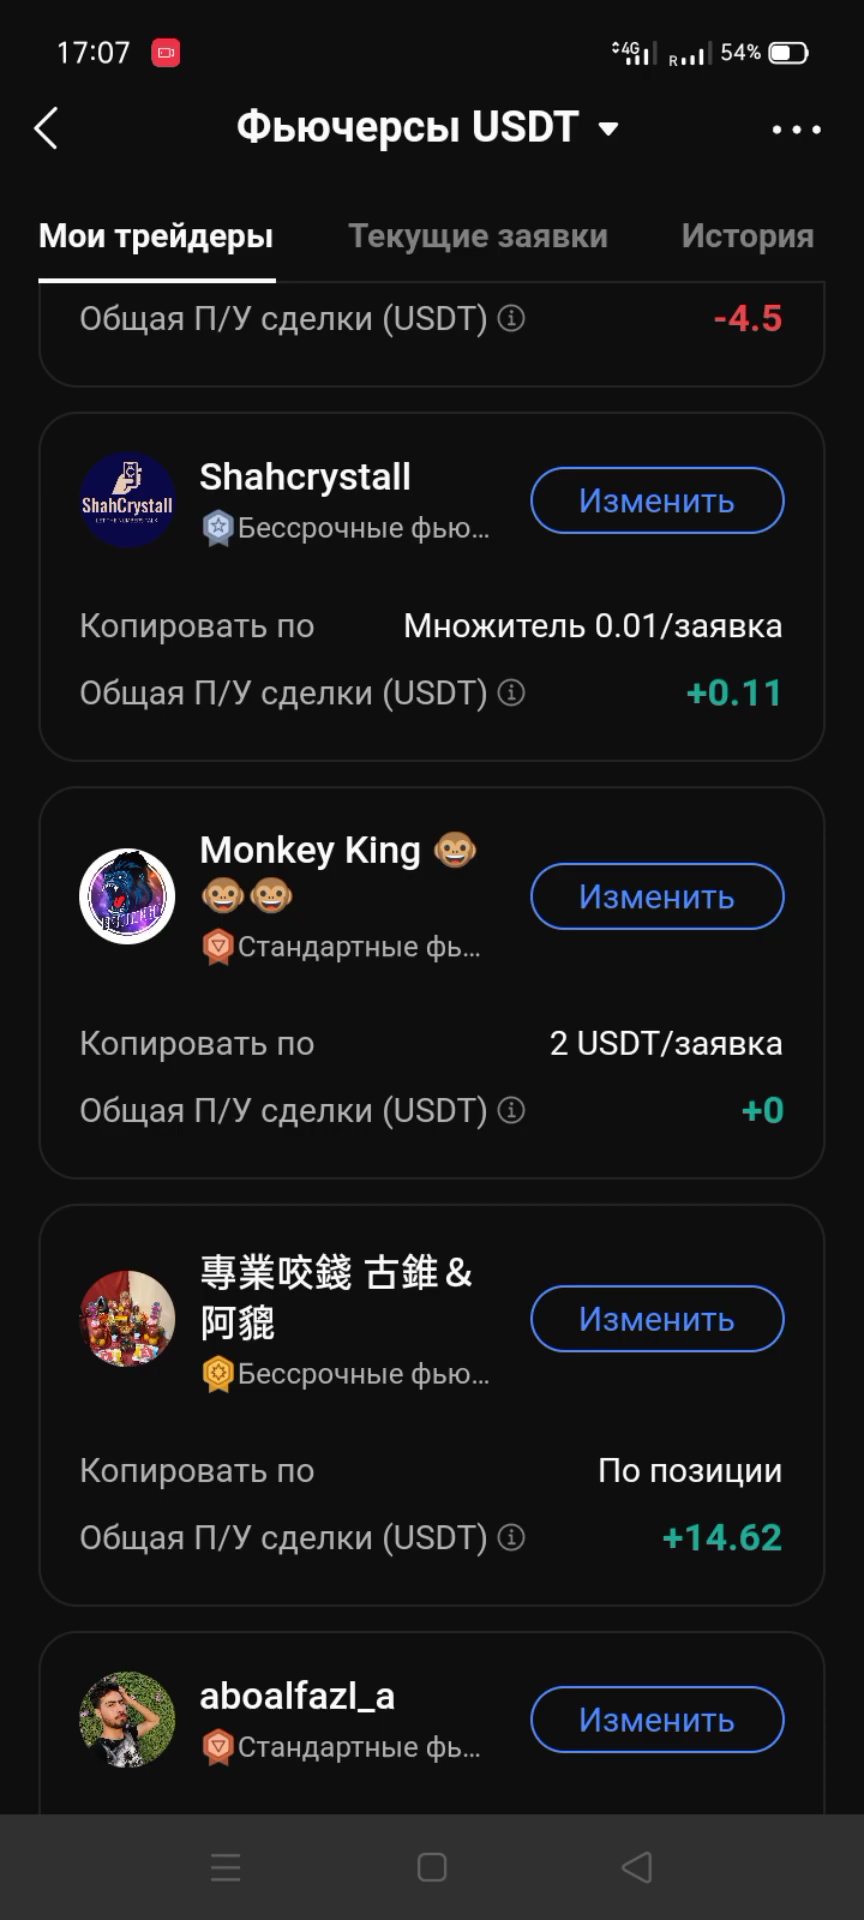 17:07
4G
R
54%
Фьючерсы USDT
Мои трейдеры
Текущие заявки
История
Общая П/У сделки (USDT)
-4.5
ShahCrystall
Shahcrystall
Бессрочные фью...
Изменить
Копировать по
Множитель 0.01/заявка
Общая П/У сделки (USDT)
+0.11
Monkey King 🐵
🐵🐵
Стандартные фь...
Изменить
Копировать по
2 USDT/заявка
Общая П/У сделки (USDT)
+0
專業咬錢 古錐&
阿貔
Бессрочные фью...
Изменить
Копировать по
По позиции
Общая П/У сделки (USDT)
+14.62
aboalfazl_a
Стандартные фь...
Изменить